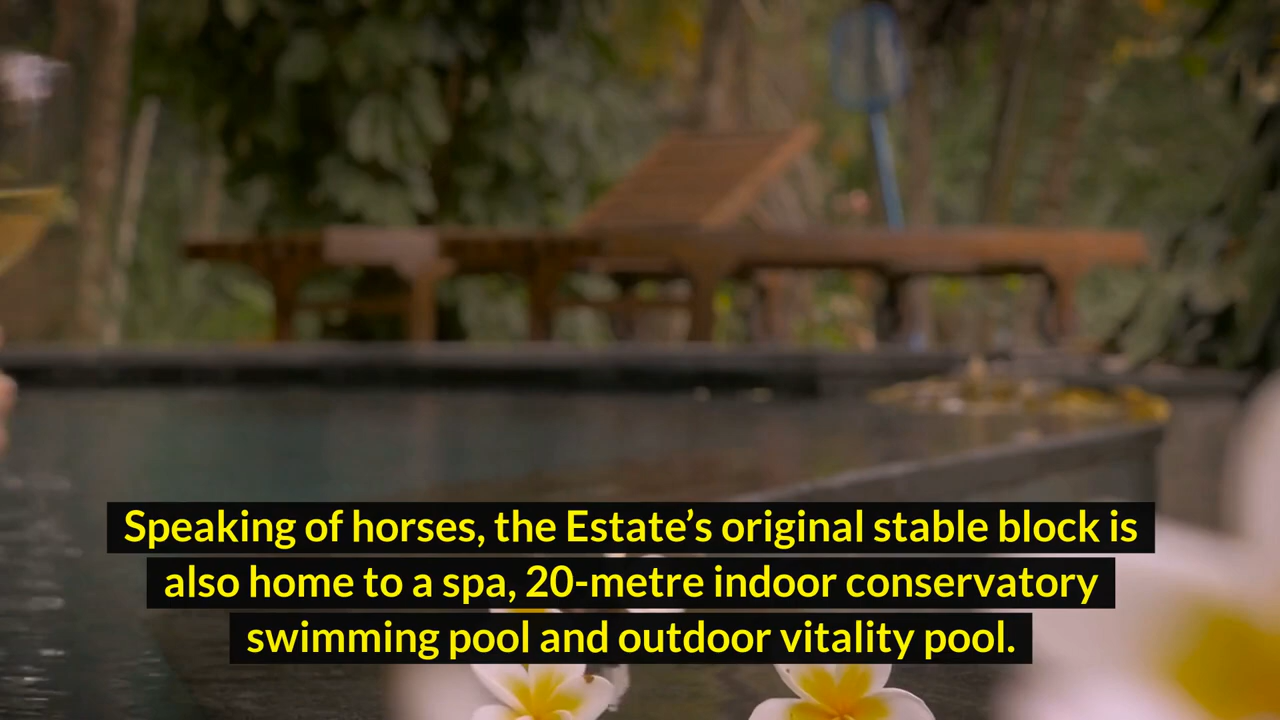 Speaking of horses, the Estate’s original stable block is
also home to a spa, 20-metre indoor conservatory
swimming pool and outdoor vitality pool.